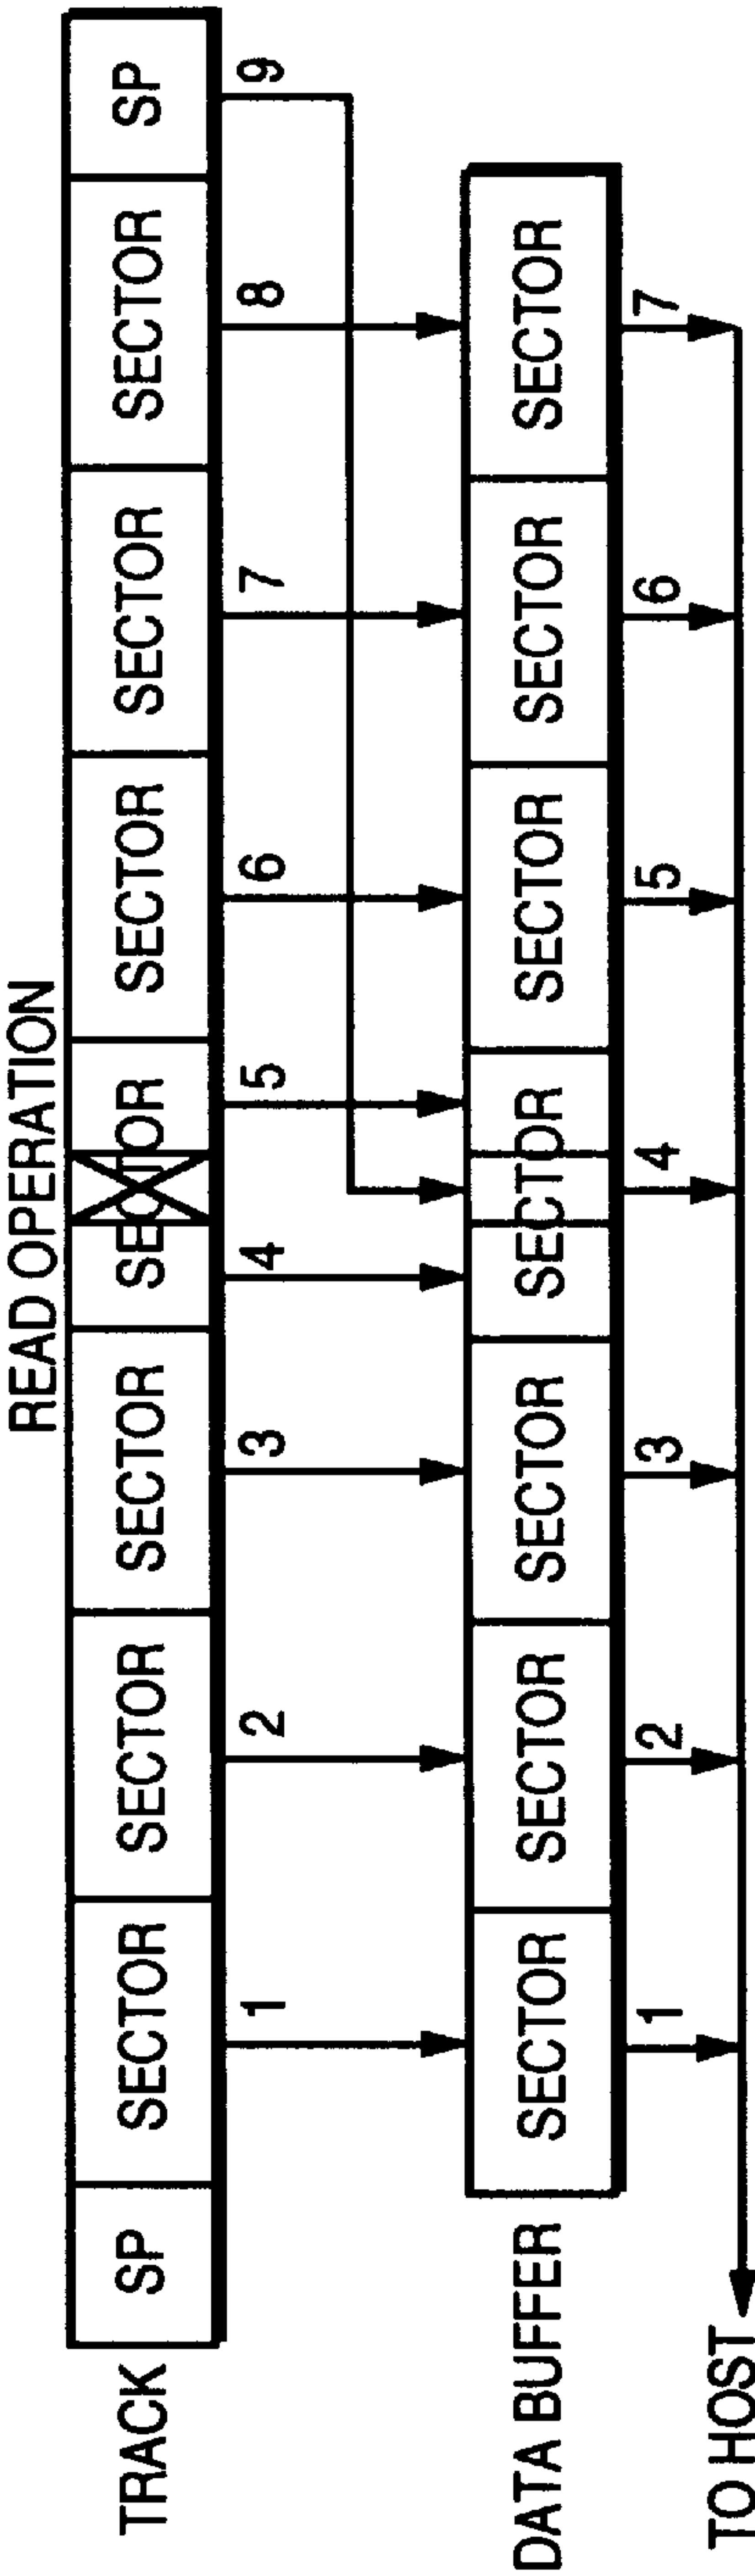 READ OPERATION
TRACK SP SECTOR SECTOR SECTOR SECTOR SECTOR SECTOR SECTOR SP
1 2 3 4 5 6 7 8 9
DATA BUFFER SECTOR SECTOR SECTOR SECTOR SECTOR SECTOR SECTOR
1 2 3 4 5 6 7
TO HOST